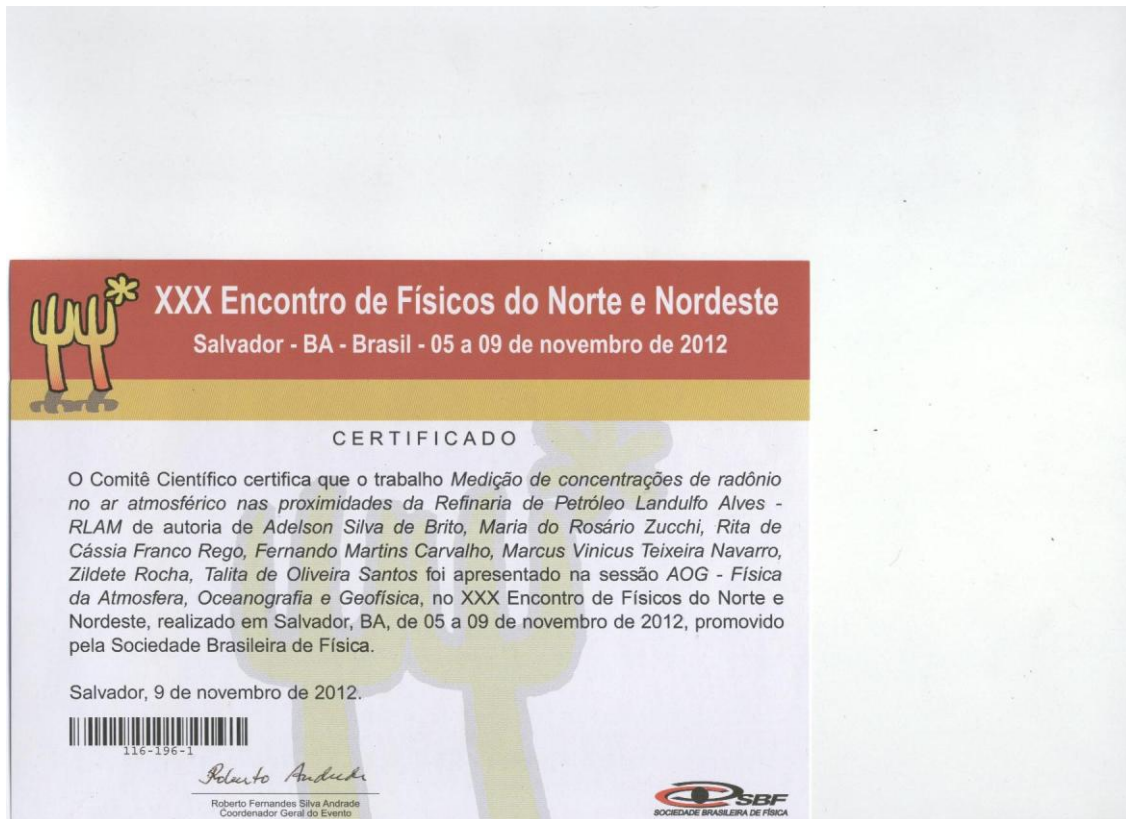 XXX Encontro de Físicos do Norte e Nordeste
Salvador - BA - Brasil - 05 a 09 de novembro de 2012
CERTIFICADO
O Comitê Científico certifica que o trabalho Medição de concentrações de radônio
no ar atmosférico nas proximidades da Refinaria de Petróleo Landulfo Alves -
RLAM de autoria de Adelson Silva de Brito, Maria do Rosário Zucchi, Rita de
Cássia Franco Rego, Fernando Martins Carvalho, Marcus Vinicus Teixeira Navarro,
Zildete Rocha, Talita de Oliveira Santos foi apresentado na sessão AOG - Física
da Atmosfera, Oceanografia e Geofísica, no XXX Encontro de Físicos do Norte e
Nordeste, realizado em Salvador, BA, de 05 a 09 de novembro de 2012, promovido
pela Sociedade Brasileira de Física.
Salvador, 9 de novembro de 2012.
116-196-1
Roberto Andrade
Roberto Fernandes Silva Andrade
Coordenador Geral do Evento
SBF
SOCIEDADE BRASILEIRA DE FÍSICA